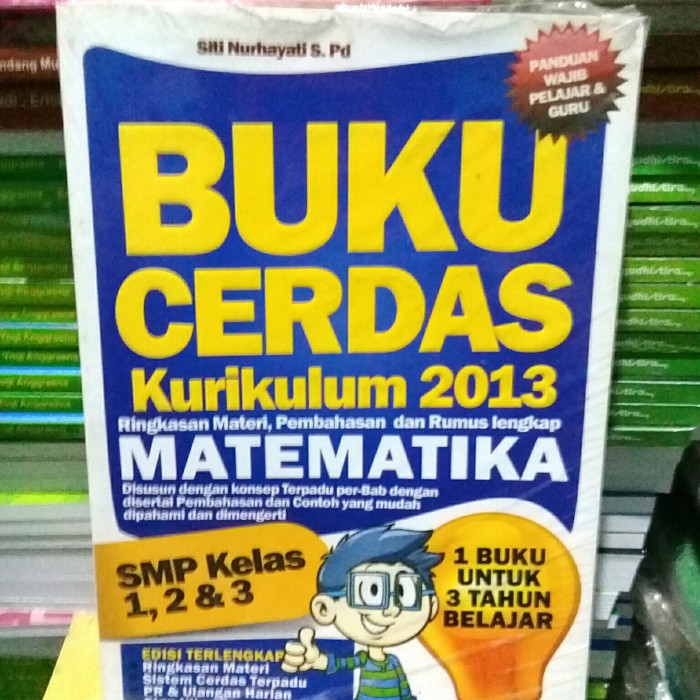 Siti Nurhayati S. Pd
PANDUAN
WAJIB
PELAJAR &
GURU
BUKU
CERDAS
Kurikulum 2013
Ringkasan Materi, Pembahasan dan Rumus lengkap
MATEMATIKA
Disusun dengan konsep Terpadu per-Bab dengan
disertai Pembahasan dan Contoh yang mudah
dipahami dan dimengerti
SMP Kelas
1, 2 & 3
1 BUKU
UNTUK
3 TAHUN
BELAJAR
EDISI TERLENGKAP
Ringkasan Materi
Sistem Cerdas Terpadu
PR & Ulangan Harian